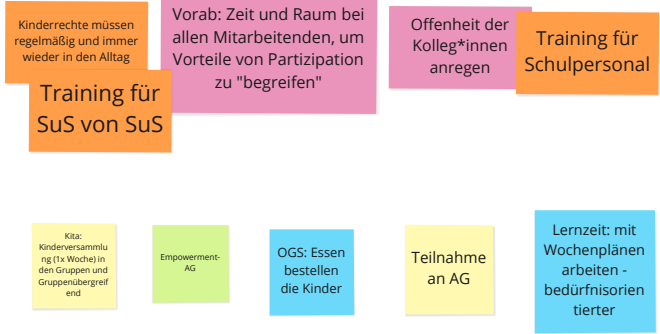 Kinderrechte müssen
regelmäßig und immer
wieder in den Alltag
Training für
SuS von SuS
Vorab: Zeit und Raum bei
allen Mitarbeitenden, um
Vorteile von Partizipation
zu "begreifen"
Offenheit der
Kolleg*innen
anregen
Training für
Schulpersonal
Kita:
Kinderversammlu
ng (1x Woche) in
den Gruppen und
Gruppenübergreif
end
Empowerment-
AG
OGS: Essen
bestellen
die Kinder
Teilnahme
an AG
Lernzeit: mit
Wochenplänen
arbeiten -
bedüfnisorien
tierter